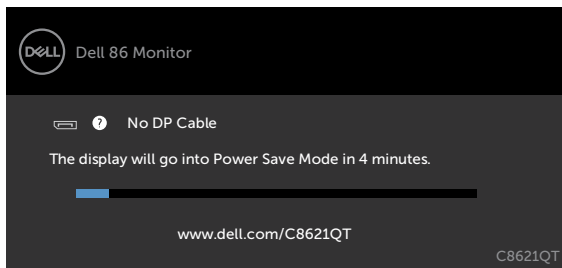 DELL
Dell 86 Monitor
? No DP Cable
The display will go into Power Save Mode in 4 minutes.
www.dell.com/C8621QT
C8621QT